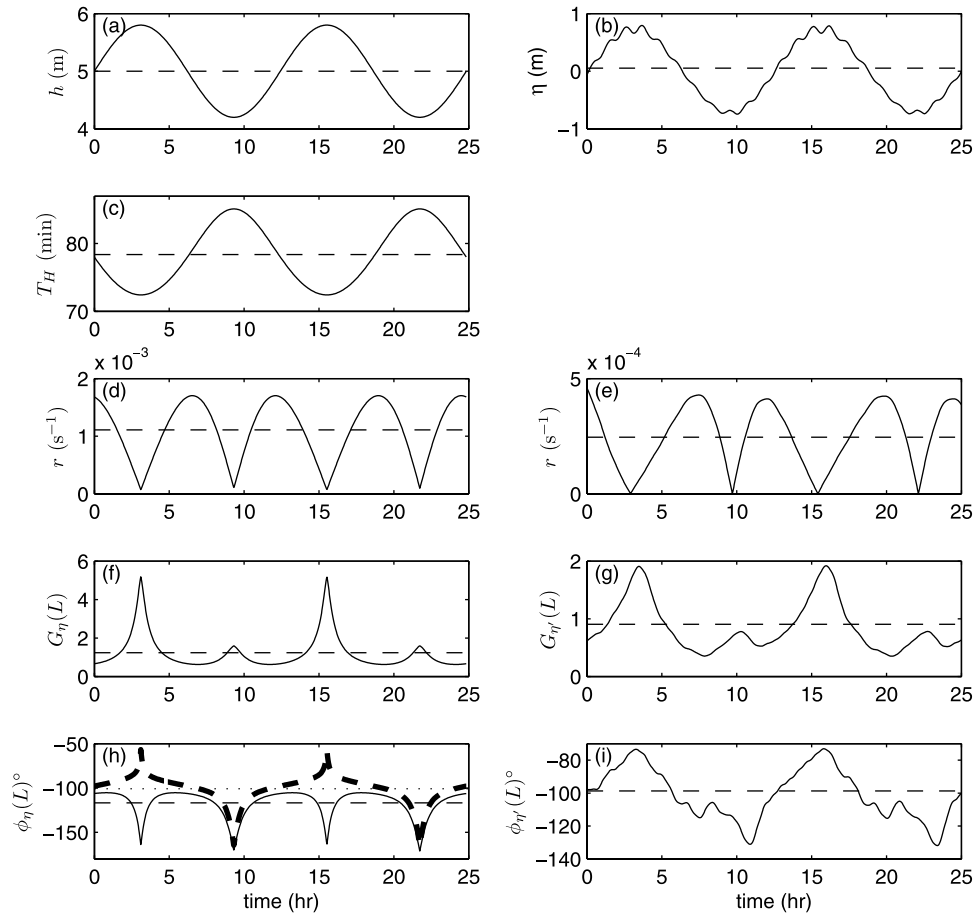 (a)
h (m)
6
5
4
0 5 10 15 20 25
(b)
η (m)
1
0
−1
0 5 10 15 20 25
(c)
T_H (min)
80
70
0 5 10 15 20 25
x 10^−3
(d)
r (s^−1)
2
1
0
0 5 10 15 20 25
x 10^−4
(e)
r (s^−1)
5
0
0 5 10 15 20 25
(f)
G_η(L)
6
4
2
0
0 5 10 15 20 25
(g)
G_η′(L)
2
1
0
0 5 10 15 20 25
(h)
ϕ_η(L)°
−50
−100
−150
0 5 10 15 20 25
time (hr)
(i)
ϕ_η′(L)°
−80
−100
−120
−140
0 5 10 15 20 25
time (hr)